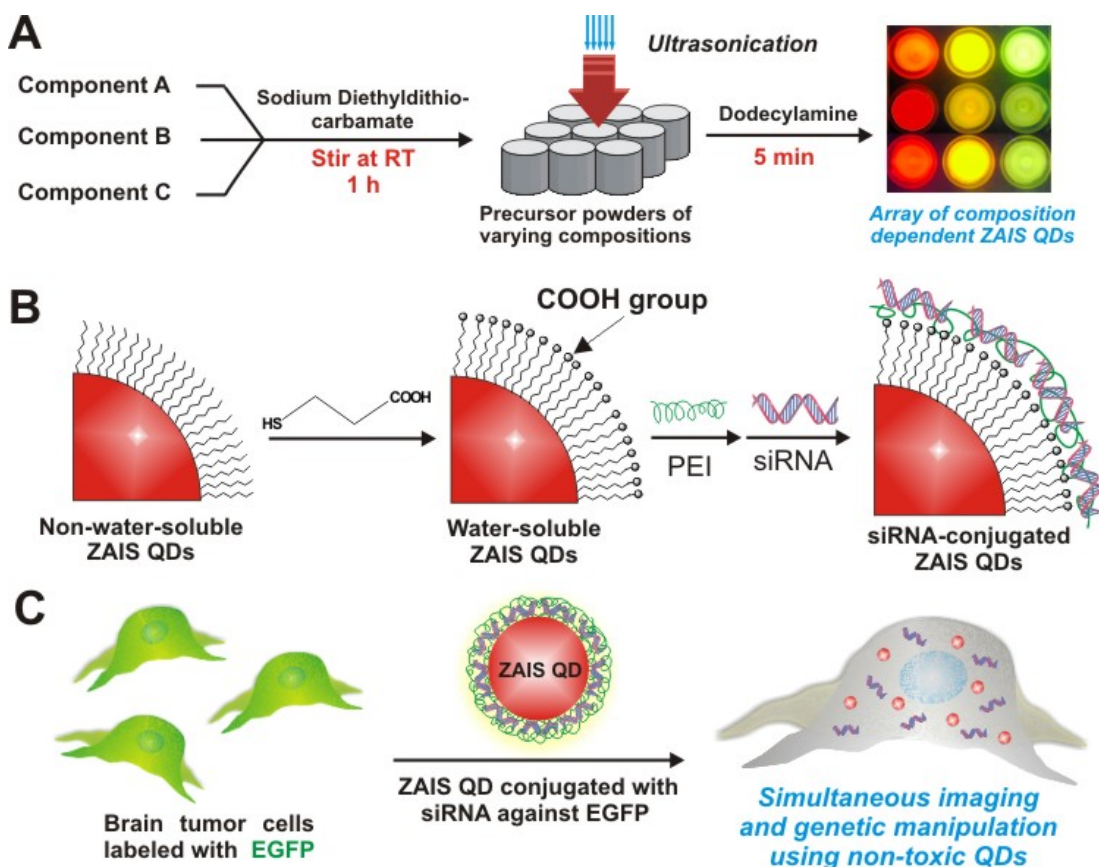 A
Component A
Component B
Component C
Sodium Diethyldithio-
carbamate
Stir at RT
1 h
Ultrasonication
Precursor powders of
varying compositions
Dodecylamine
5 min
Array of composition
dependent ZAIS QDs
B
Non-water-soluble
ZAIS QDs
HS
COOH
COOH group
Water-soluble
ZAIS QDs
PEI
siRNA
siRNA-conjugated
ZAIS QDs
C
Brain tumor cells
labeled with EGFP
ZAIS QD
ZAIS QD conjugated with
siRNA against EGFP
Simultaneous imaging
and genetic manipulation
using non-toxic QDs